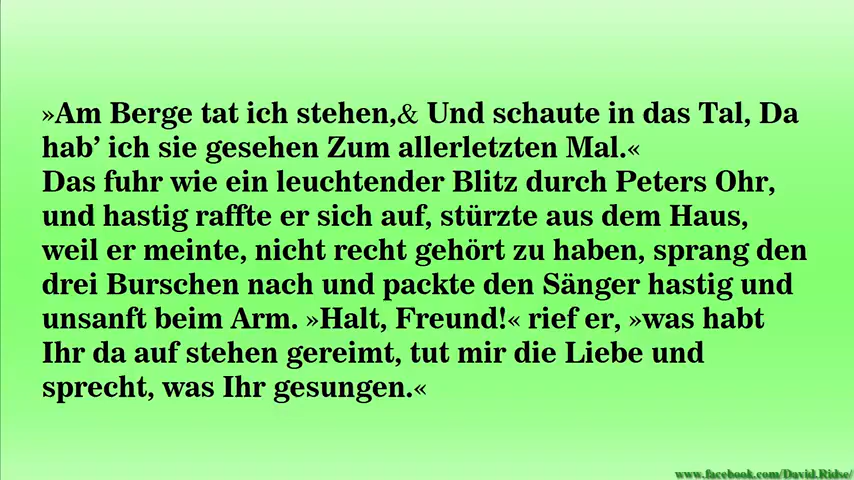 »Am Berge tat ich stehen,& Und schaute in das Tal, Da
hab’ ich sie gesehen Zum allerletzten Mal.«
Das fuhr wie ein leuchtender Blitz durch Peters Ohr,
und hastig raffte er sich auf, stürzte aus dem Haus,
weil er meinte, nicht recht gehört zu haben, sprang den
drei Burschen nach und packte den Sänger hastig und
unsanft beim Arm. »Halt, Freund!« rief er, »was habt
Ihr da auf stehen gereimt, tut mir die Liebe und
sprecht, was Ihr gesungen.«
www.facebook.com/David.Ridse/